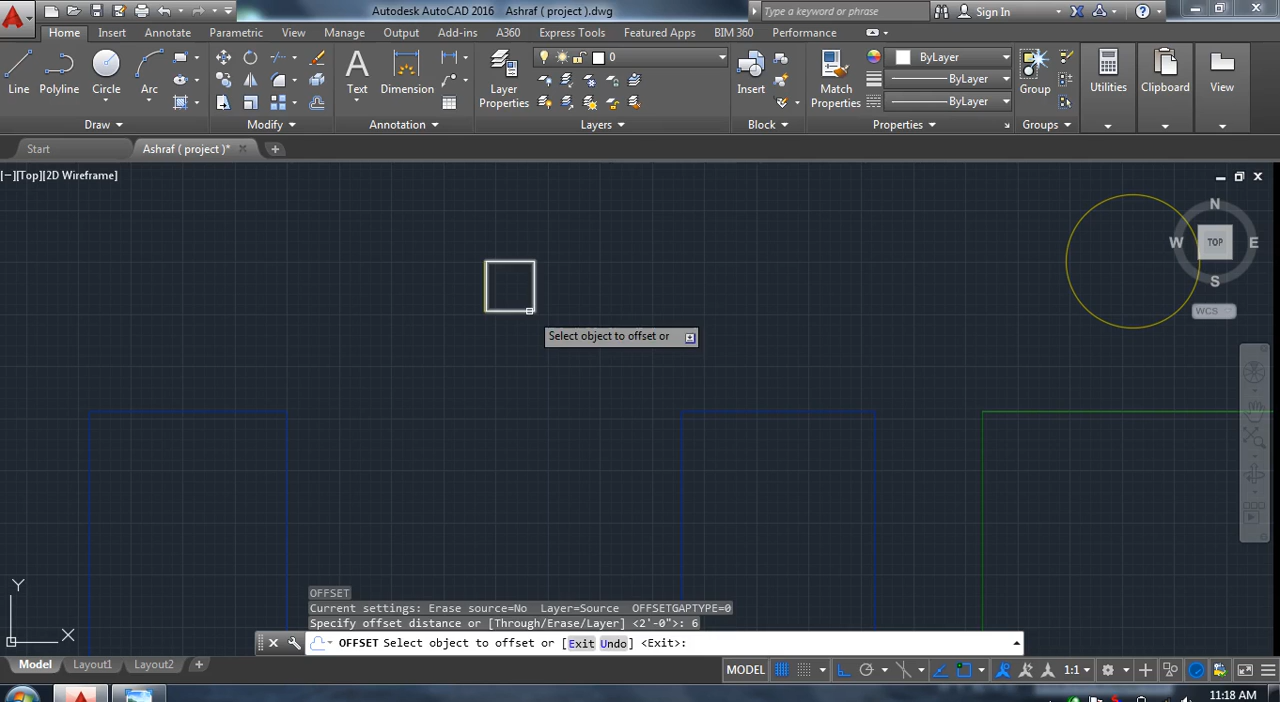 Autodesk AutoCAD 2016 Ashraf ( project ).dwg
Type a keyword or phrase
Sign In
Home Insert Annotate Parametric View Manage Output Add-ins A360 Express Tools Featured Apps BIM 360 Performance
0
ByLayer
ByLayer
ByLayer
Line Polyline Circle Arc
Text Dimension
Layer Properties
Insert
Match Properties
Group
Utilities
Clipboard
View
Draw Modify Annotation Layers Block Properties Groups
Start Ashraf ( project )*
[−][Top][2D Wireframe]
N
W TOP E
S
WCS
Select object to offset or
Y
X
OFFSET
Current settings: Erase source=No Layer=Source OFFSETGAPTYPE=0
Specify offset distance or [Through/Erase/Layer] <2'-0">: 6
OFFSET Select object to offset or [Exit Undo] <Exit>:
Model Layout1 Layout2
MODEL 1:1
11:18 AM